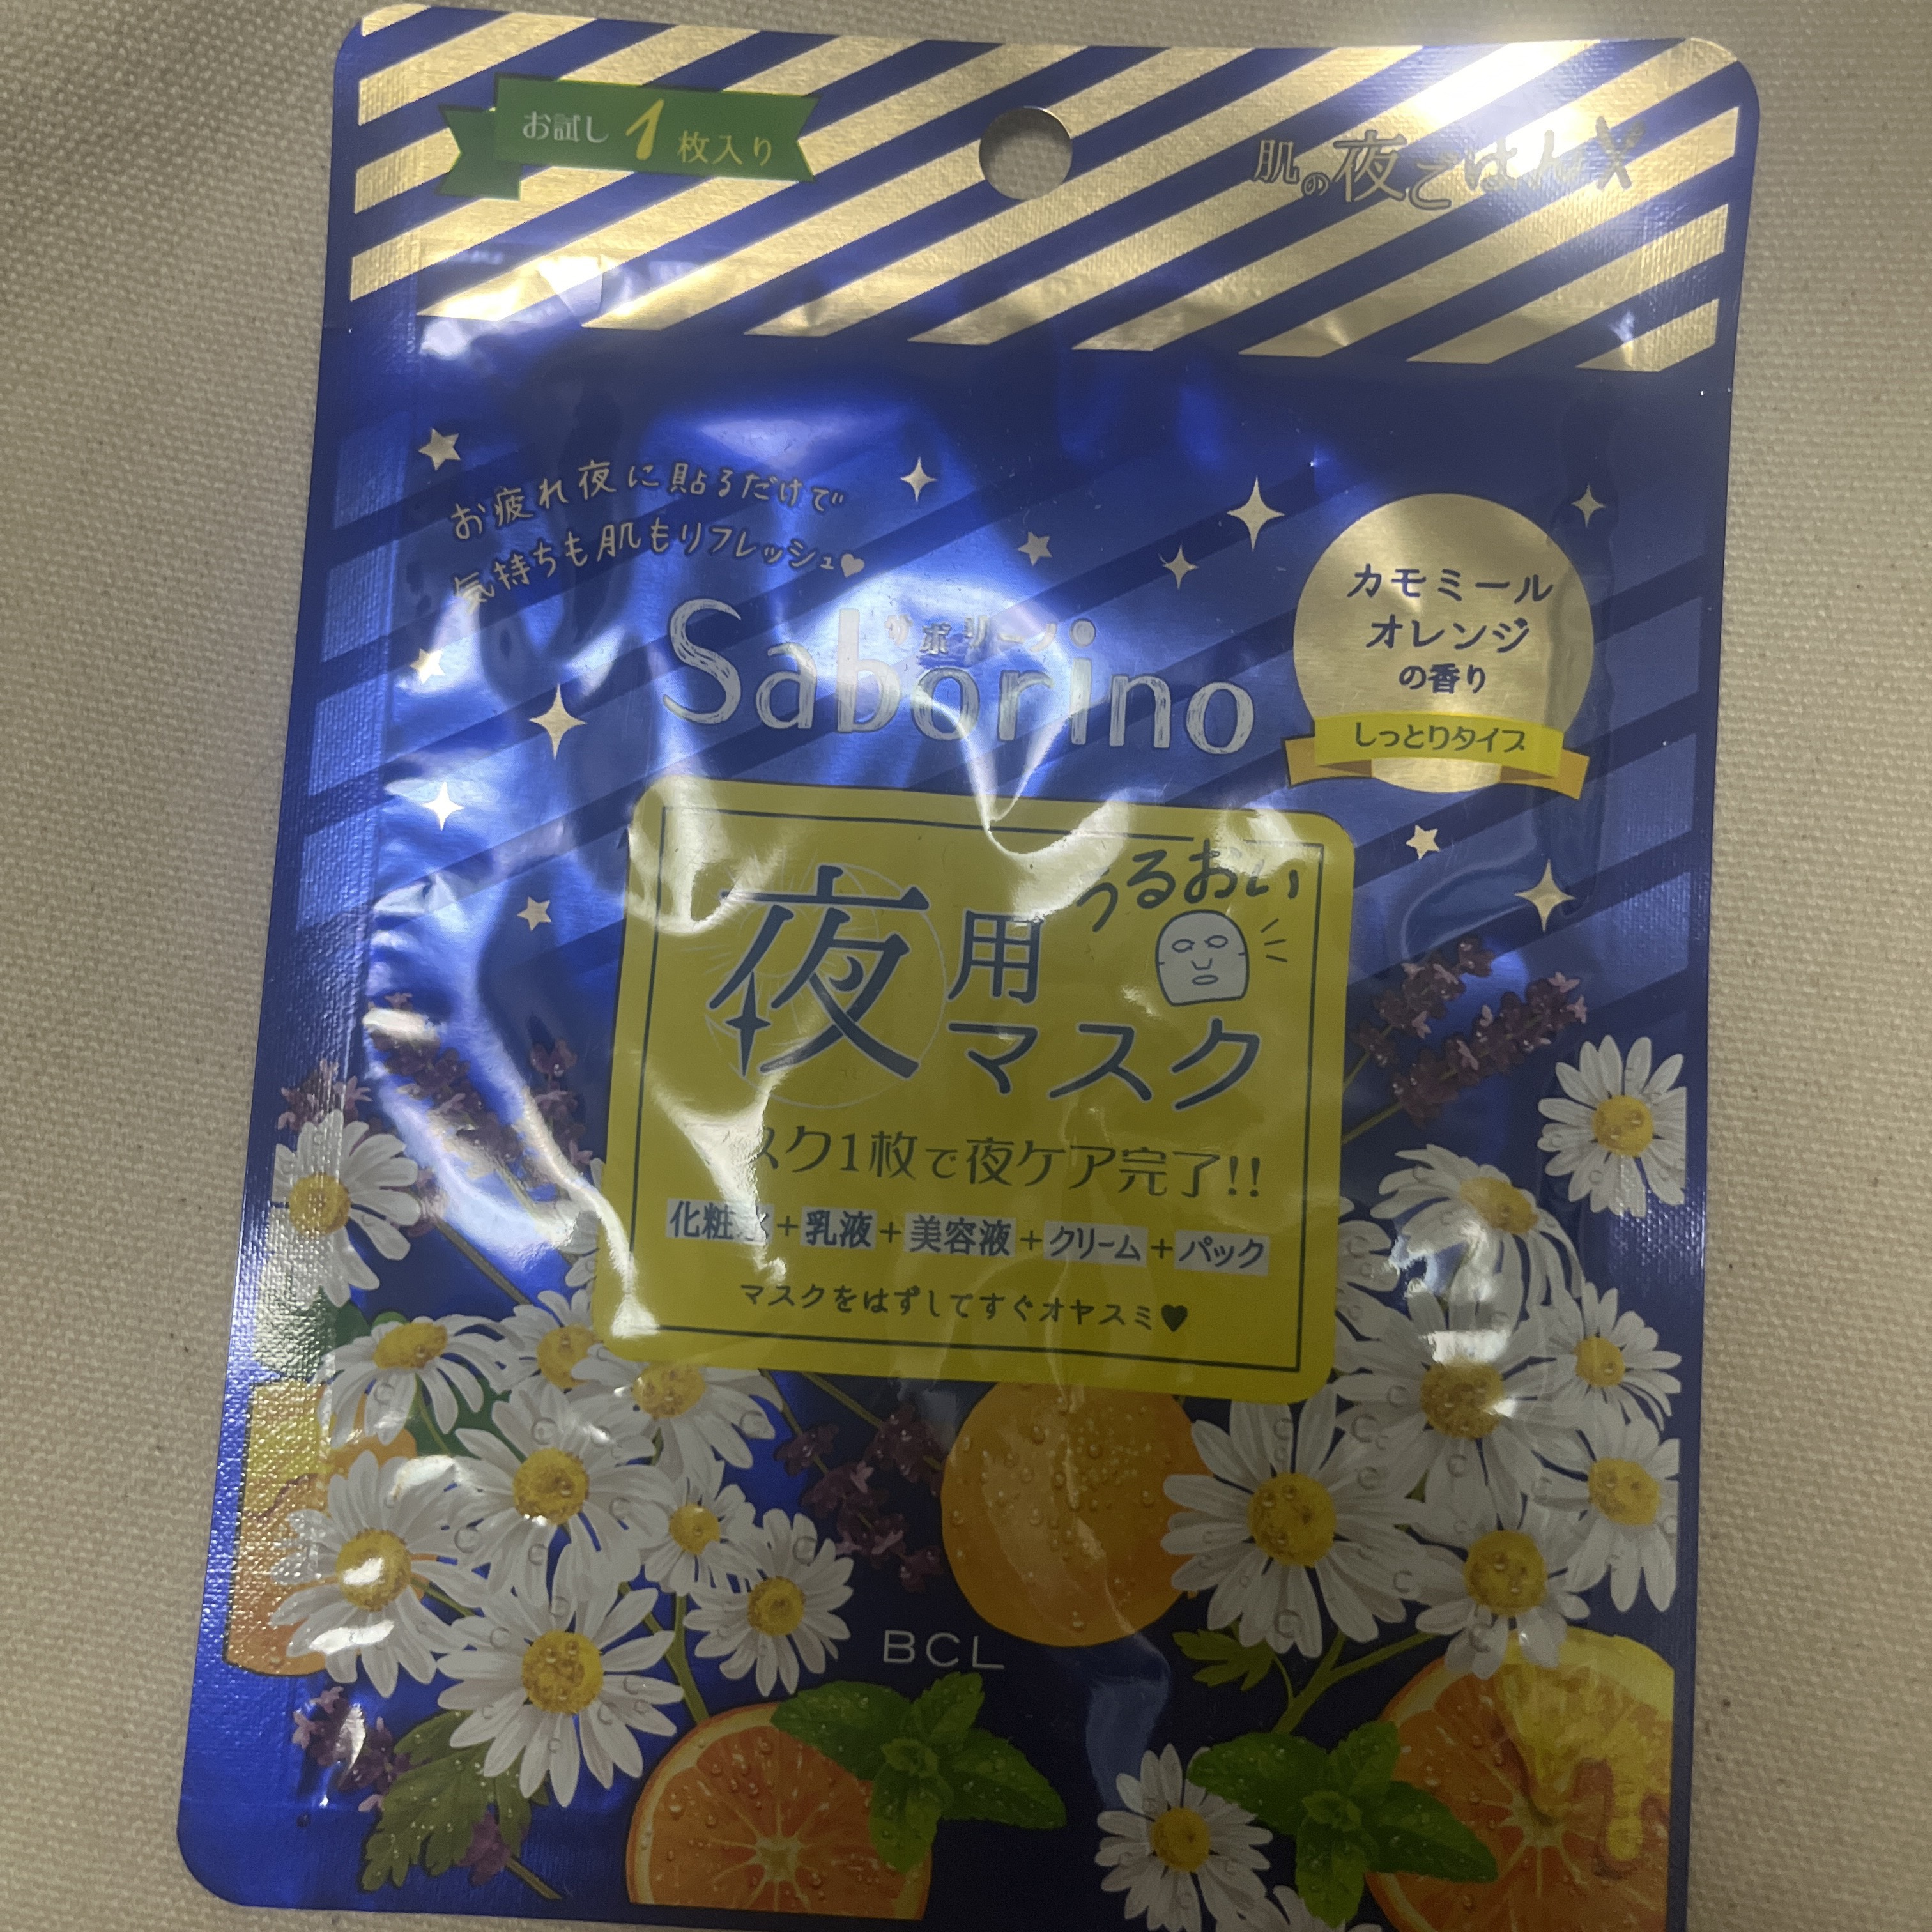 お試し1枚入り
肌の夜ごはん
お疲れ夜に貼るだけで
気持ちも肌もリフレッシュ♥
サボリーノ
Saborino
カモミール
オレンジ
の香り
しっとりタイプ
うるおい
夜用
マスク
スク1枚で夜ケア完了!!
化粧水+乳液+美容液+クリーム+パック
マスクをはずしてすぐオヤスミ♥
BCL